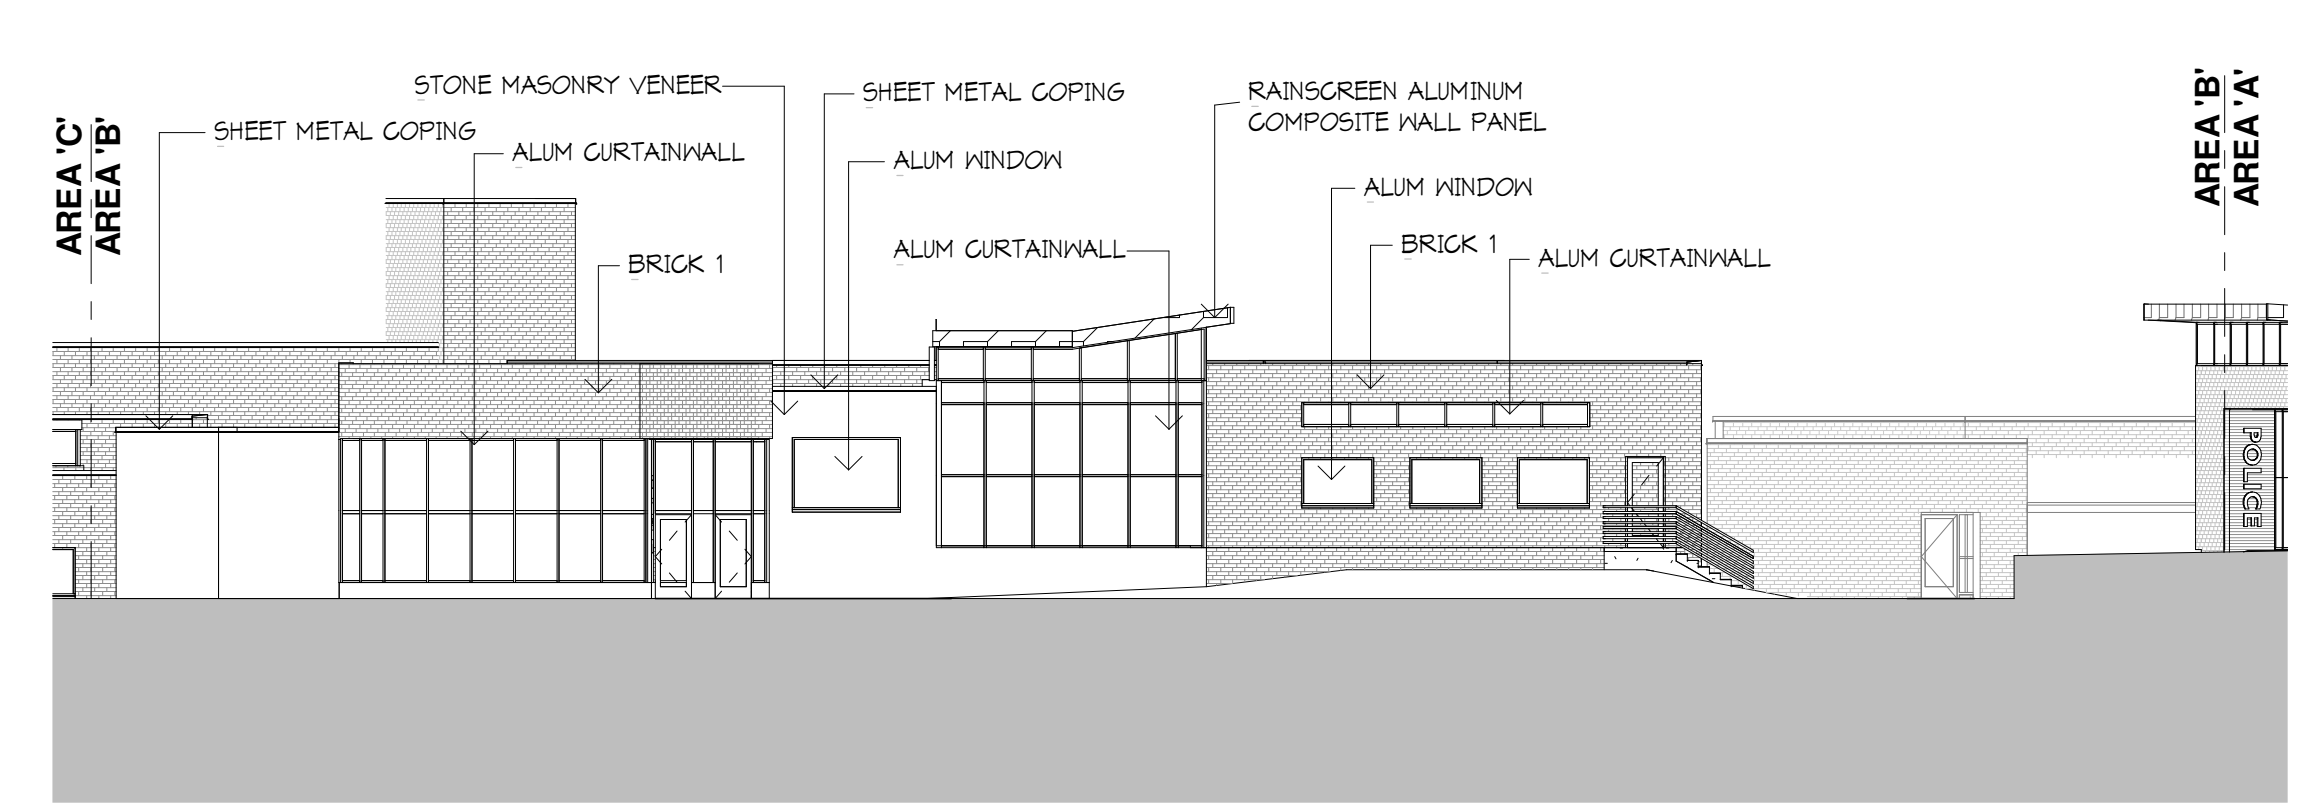 STONE MASONRY VENEER
SHEET METAL COPING
RAINSCREEN ALUMINUM
COMPOSITE WALL PANEL
AREA 'C'
AREA 'B'
SHEET METAL COPING
ALUM CURTAINWALL
ALUM WINDOW
ALUM WINDOW
AREA 'B'
AREA 'A'
BRICK 1
ALUM CURTAINWALL
BRICK 1
ALUM CURTAINWALL
POLICE